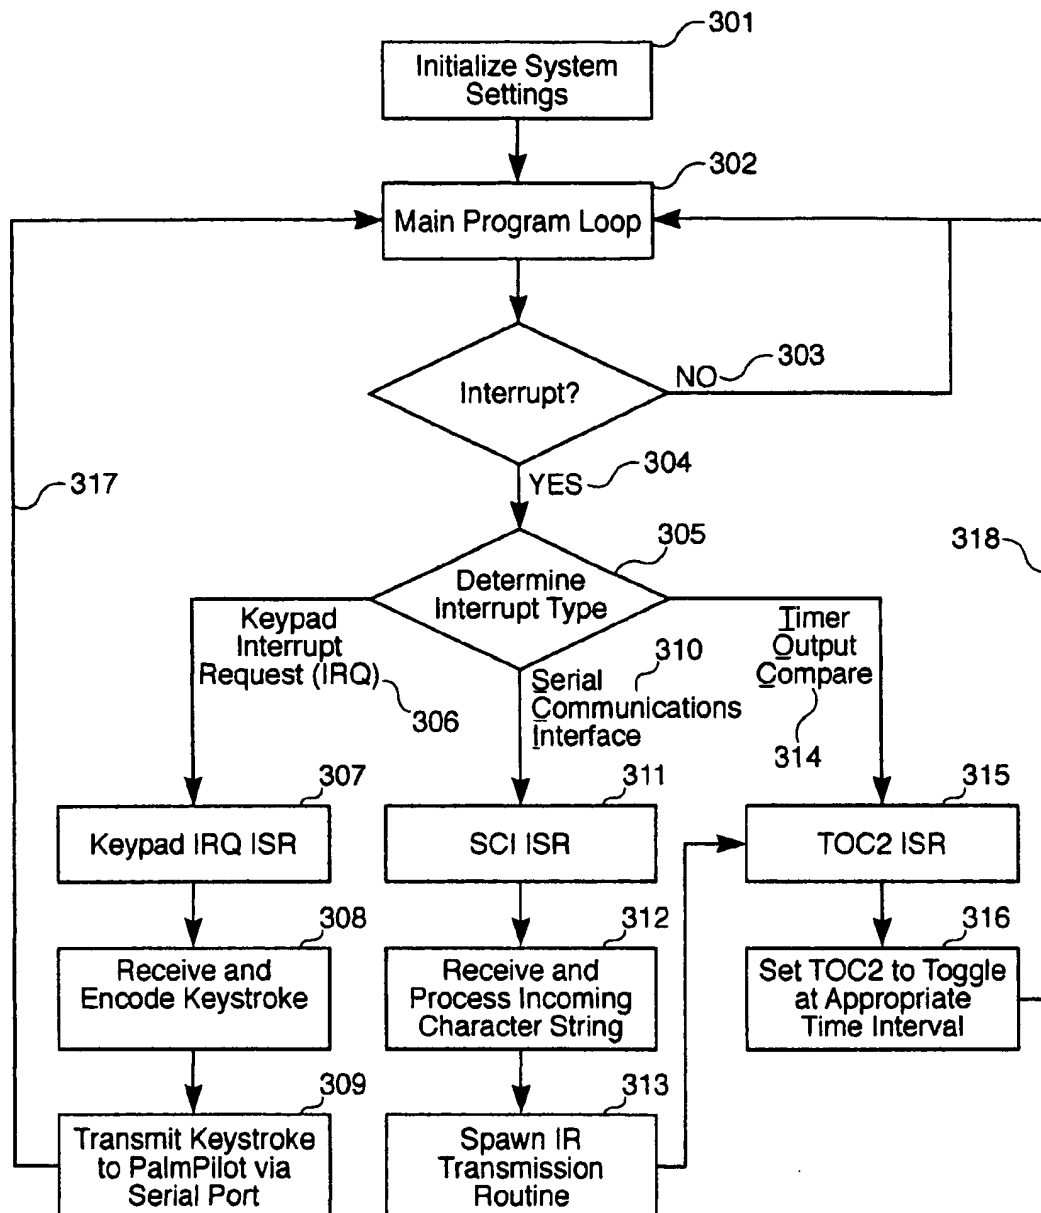 301
Initialize System
Settings
302
Main Program Loop
303
NO
Interrupt?
304
YES
317
305
318
Determine
Interrupt Type
Keypad
Interrupt
Request (IRQ)
306
310
Serial
Communications
Interface
Timer
Output
Compare
314
307
311
315
Keypad IRQ ISR
SCI ISR
TOC2 ISR
308
312
316
Receive and
Encode Keystroke
Receive and
Process Incoming
Character String
Set TOC2 to Toggle
at Appropriate
Time Interval
309
313
Transmit Keystroke
to PalmPilot via
Serial Port
Spawn IR
Transmission
Routine